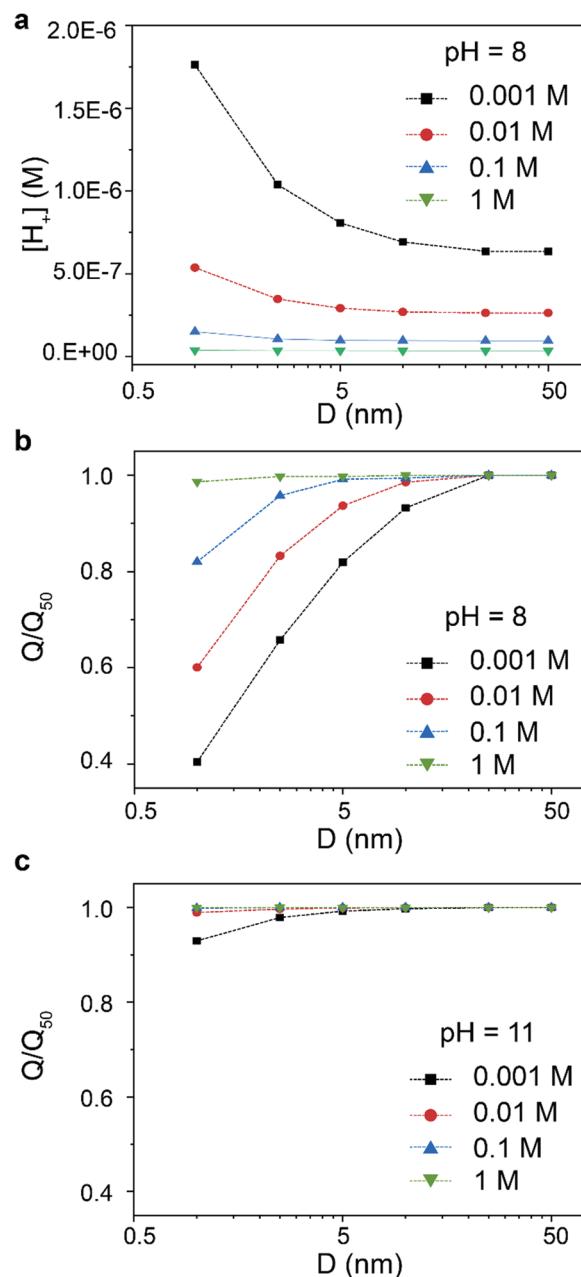 a
2.0E-6
1.5E-6
1.0E-6
5.0E-7
0.E+00
[H+] (M)
pH = 8
0.001 M
0.01 M
0.1 M
1 M
0.5
5
50
D (nm)
b
1.0
0.8
0.6
0.4
Q/Q50
pH = 8
0.001 M
0.01 M
0.1 M
1 M
0.5
5
50
D (nm)
c
1.0
0.8
0.6
0.4
Q/Q50
pH = 11
0.001 M
0.01 M
0.1 M
1 M
0.5
5
50
D (nm)